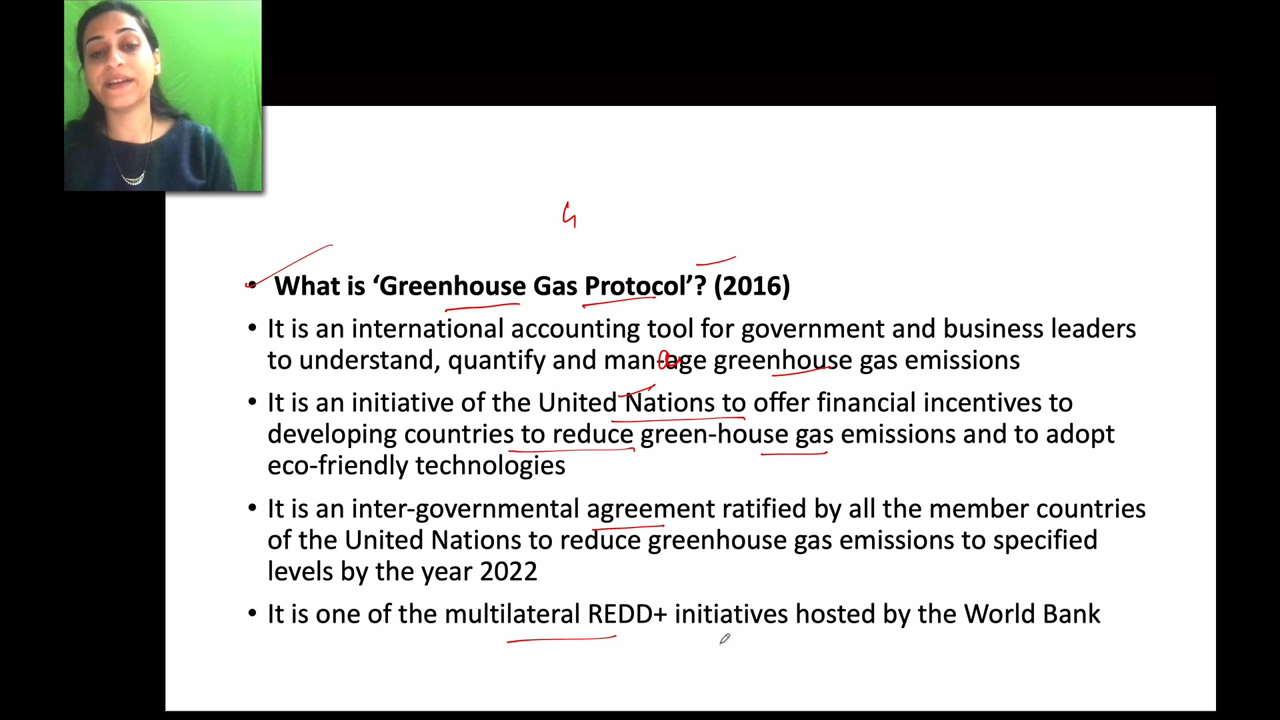 G
• What is ‘Greenhouse Gas Protocol’? (2016)
• It is an international accounting tool for government and business leaders
to understand, quantify and man-age greenhouse gas emissions
• It is an initiative of the United Nations to offer financial incentives to
developing countries to reduce green-house gas emissions and to adopt
eco-friendly technologies
• It is an inter-governmental agreement ratified by all the member countries
of the United Nations to reduce greenhouse gas emissions to specified
levels by the year 2022
• It is one of the multilateral REDD+ initiatives hosted by the World Bank